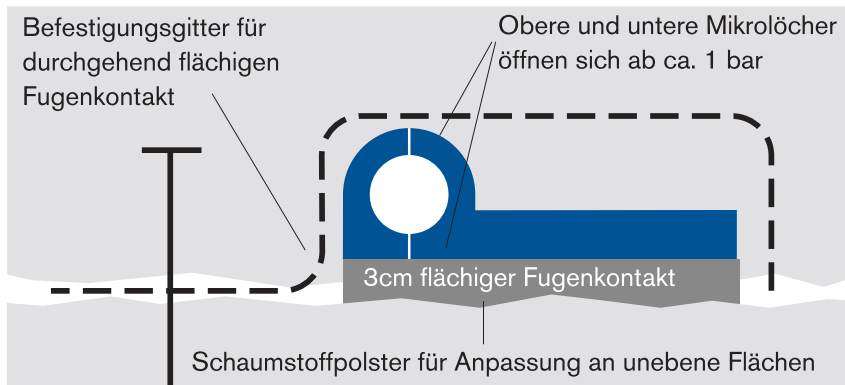 Befestigungsgitter für
durchgehend flächigen
Fugenkontakt
Obere und untere Mikrolöcher
öffnen sich ab ca. 1 bar
3cm flächiger Fugenkontakt
Schaumstoffpolster für Anpassung an unebene Flächen